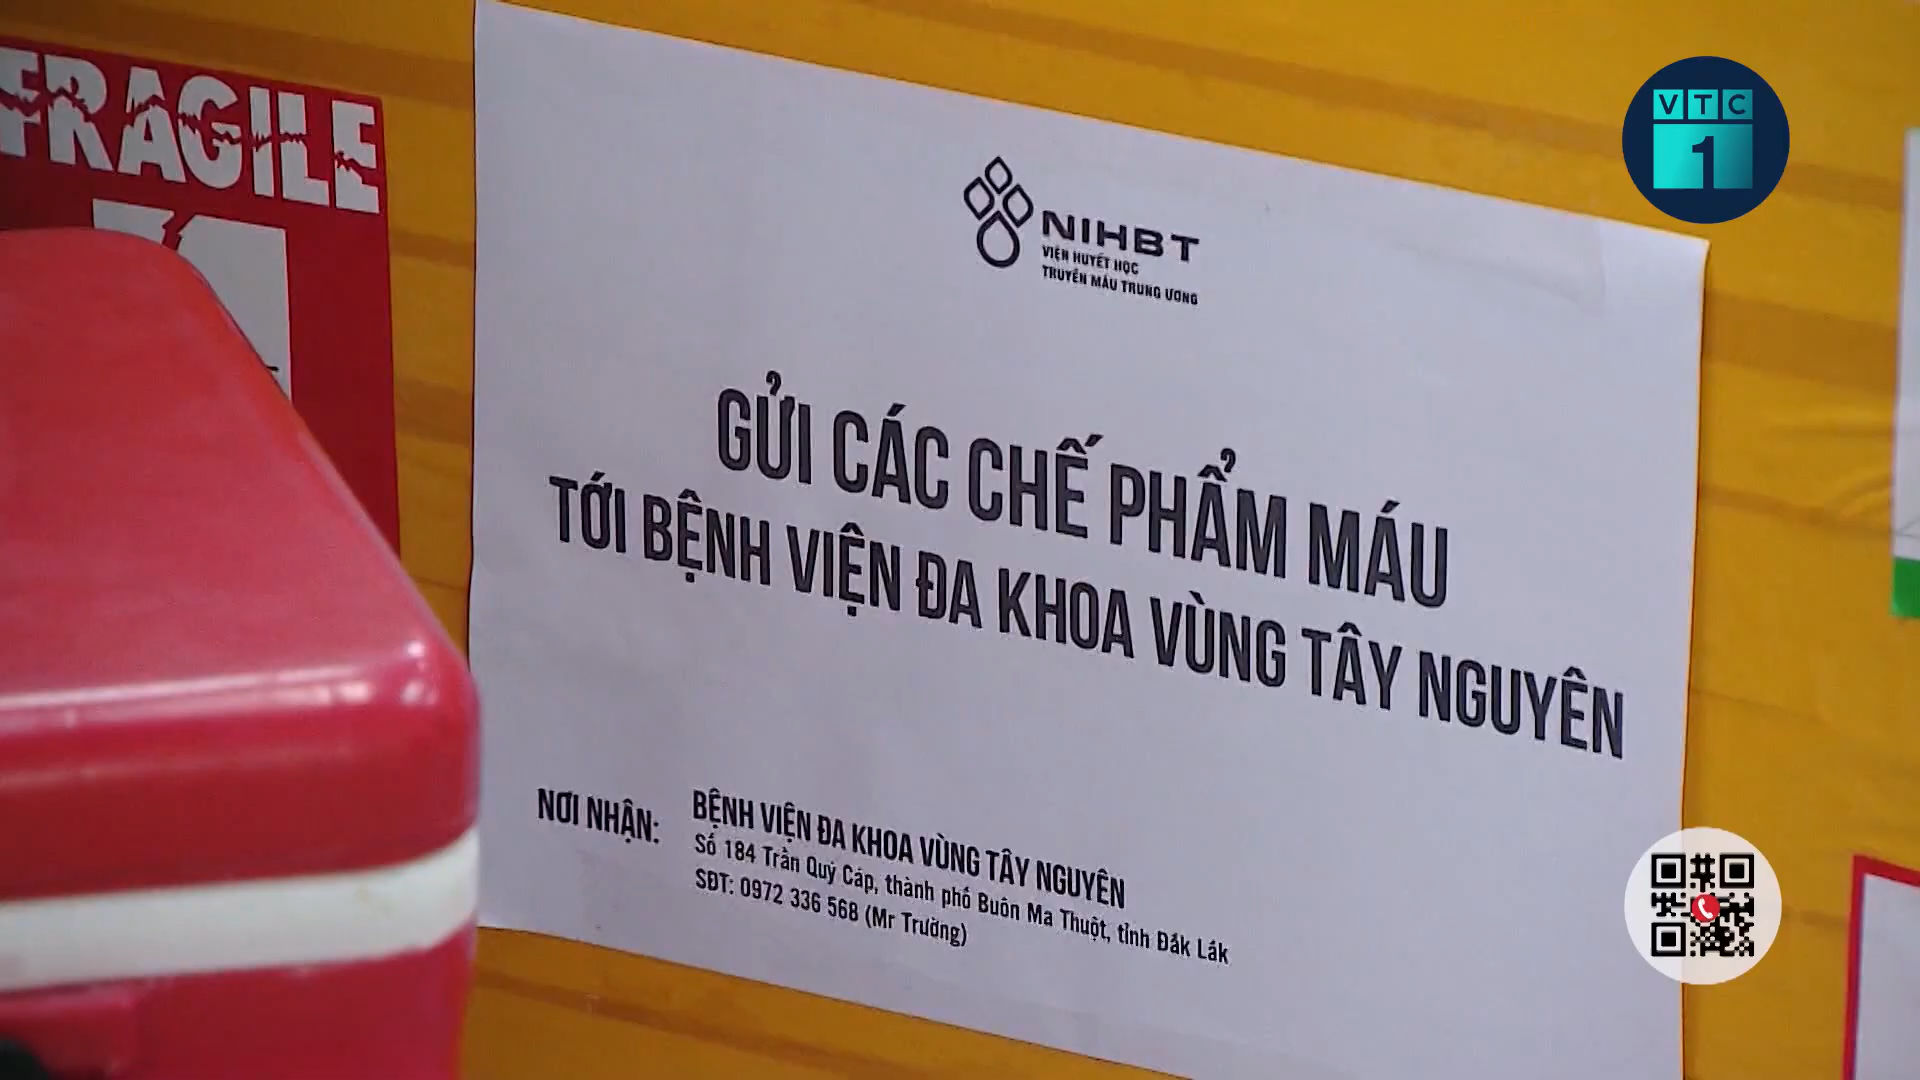 FRAGILE
VTC
1
NIHBT
VIỆN HUYẾT HỌC
TRUYỀN MÁU TRUNG ƯƠNG
GỬI CÁC CHẾ PHẨM MÁU
TỚI BỆNH VIỆN ĐA KHOA VÙNG TÂY NGUYÊN
NƠI NHẬN:
BỆNH VIỆN ĐA KHOA VÙNG TÂY NGUYÊN
Số 184 Trần Quý Cáp, thành phố Buôn Ma Thuột, tỉnh Đắk Lắk
SĐT: 0972 336 568 (Mr Trường)